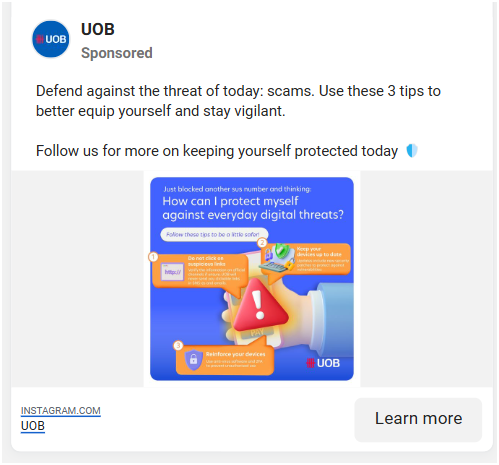 UOB
UOB
Sponsored
Defend against the threat of today: scams. Use these 3 tips to
better equip yourself and stay vigilant.
Follow us for more on keeping yourself protected today
Just blocked another sus number and thinking:
How can I protect myself
against everyday digital threats?
Follow these tips to be a little safer
1
Do not click on
suspicious links
http://
2
Keep your
devices up to date
3
Reinforce your devices
UOB
INSTAGRAM.COM
UOB
Learn more